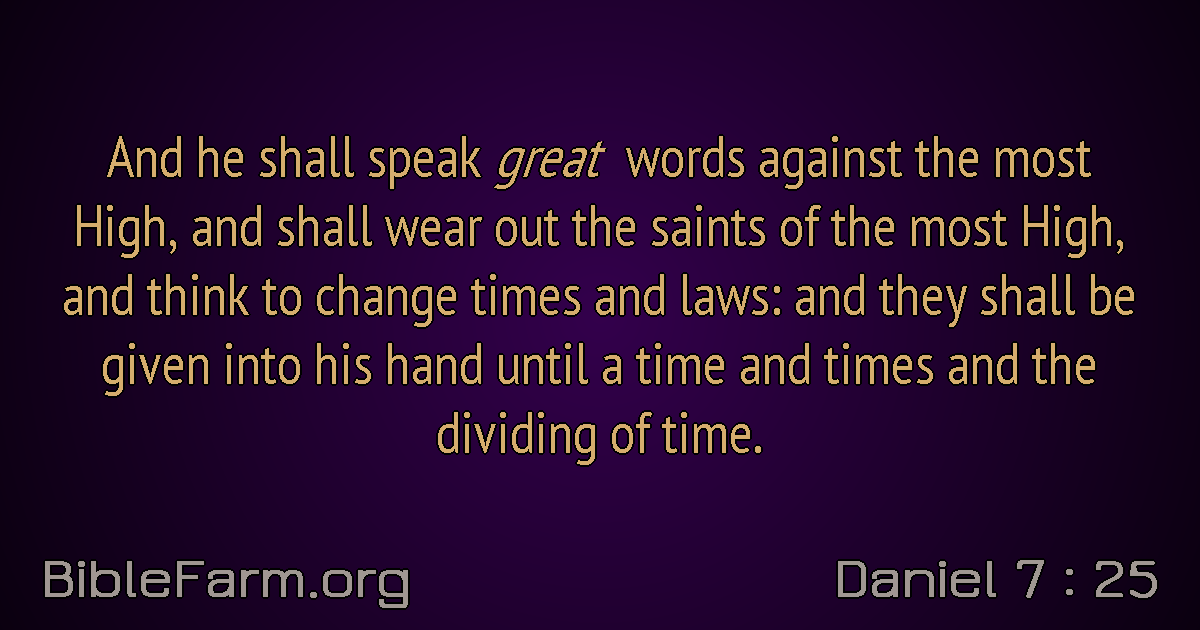 And he shall speak great words against the most
High, and shall wear out the saints of the most High,
and think to change times and laws: and they shall be
given into his hand until a time and times and the
dividing of time.
BibleFarm.org
Daniel 7 : 25